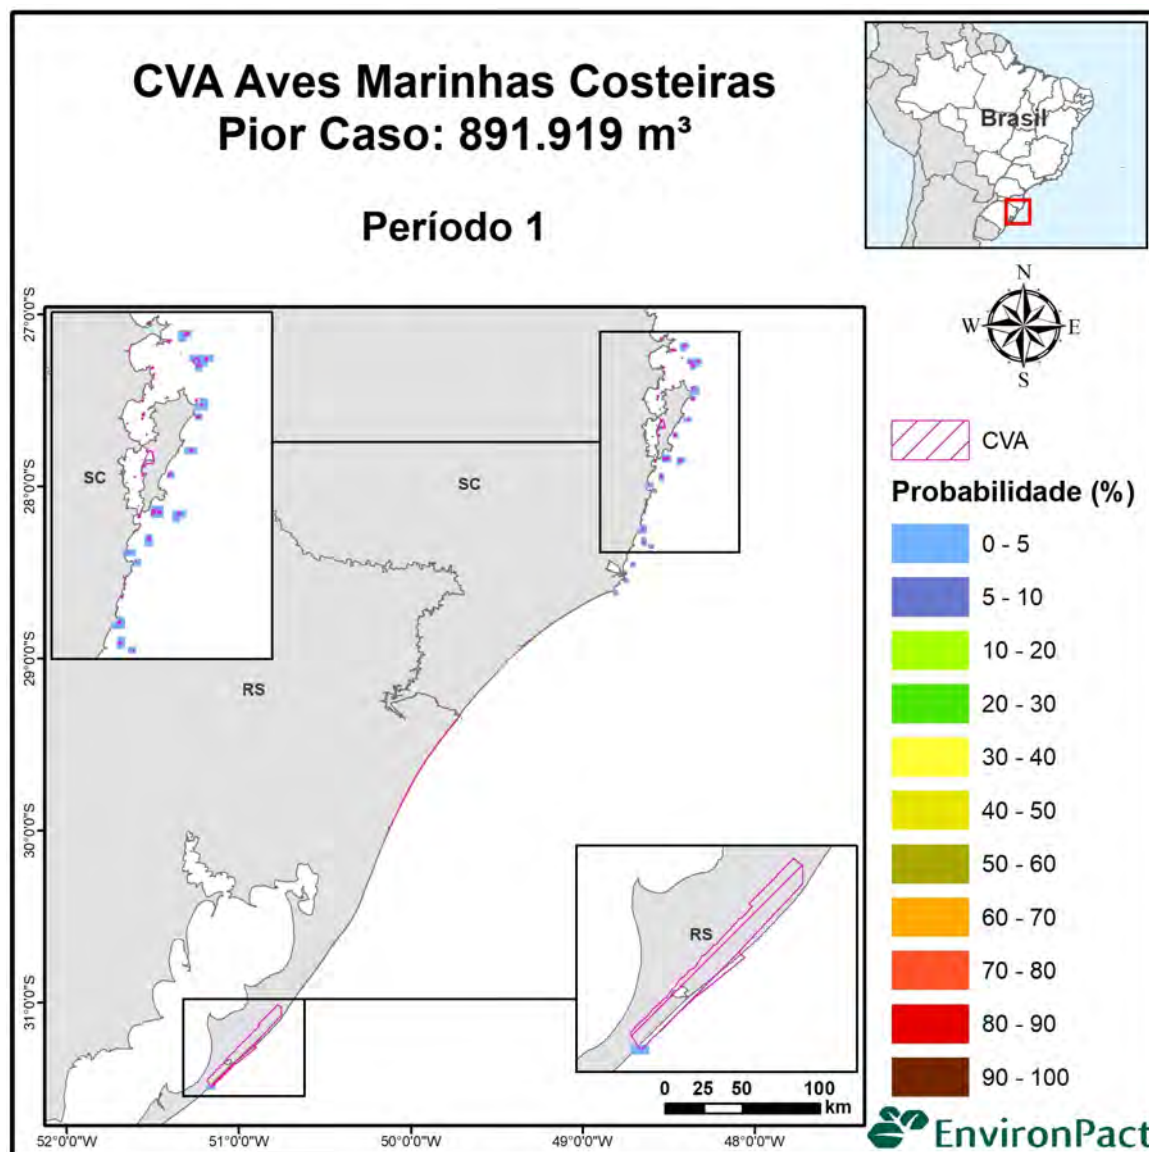 CVA Aves Marinhas Costeiras
Pior Caso: 891.919 m³
Período 1
Brasil
N
W
E
S
27°0'0"S
28°0'0"S
29°0'0"S
30°0'0"S
31°0'0"S
SC
SC
RS
RS
0 25 50 100
km
52°0'0"W 51°0'0"W 50°0'0"W 49°0'0"W 48°0'0"W
CVA
Probabilidade (%)
0 - 5
5 - 10
10 - 20
20 - 30
30 - 40
40 - 50
50 - 60
60 - 70
70 - 80
80 - 90
90 - 100
EnvironPact